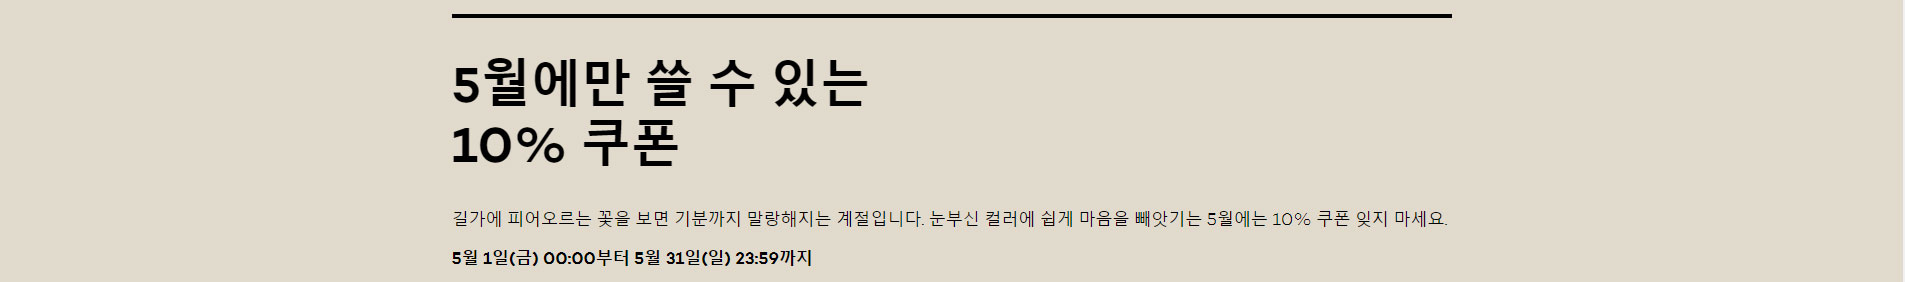 5월에만 쓸 수 있는
10% 쿠폰
길가에 피어오르는 꽃을 보면 기분까지 말랑해지는 계절입니다. 눈부신 컬러에 쉽게 마음을 빼앗기는 5월에는 10% 쿠폰 잊지 마세요.
5월 1일(금) 00:00부터 5월 31일(일) 23:59까지